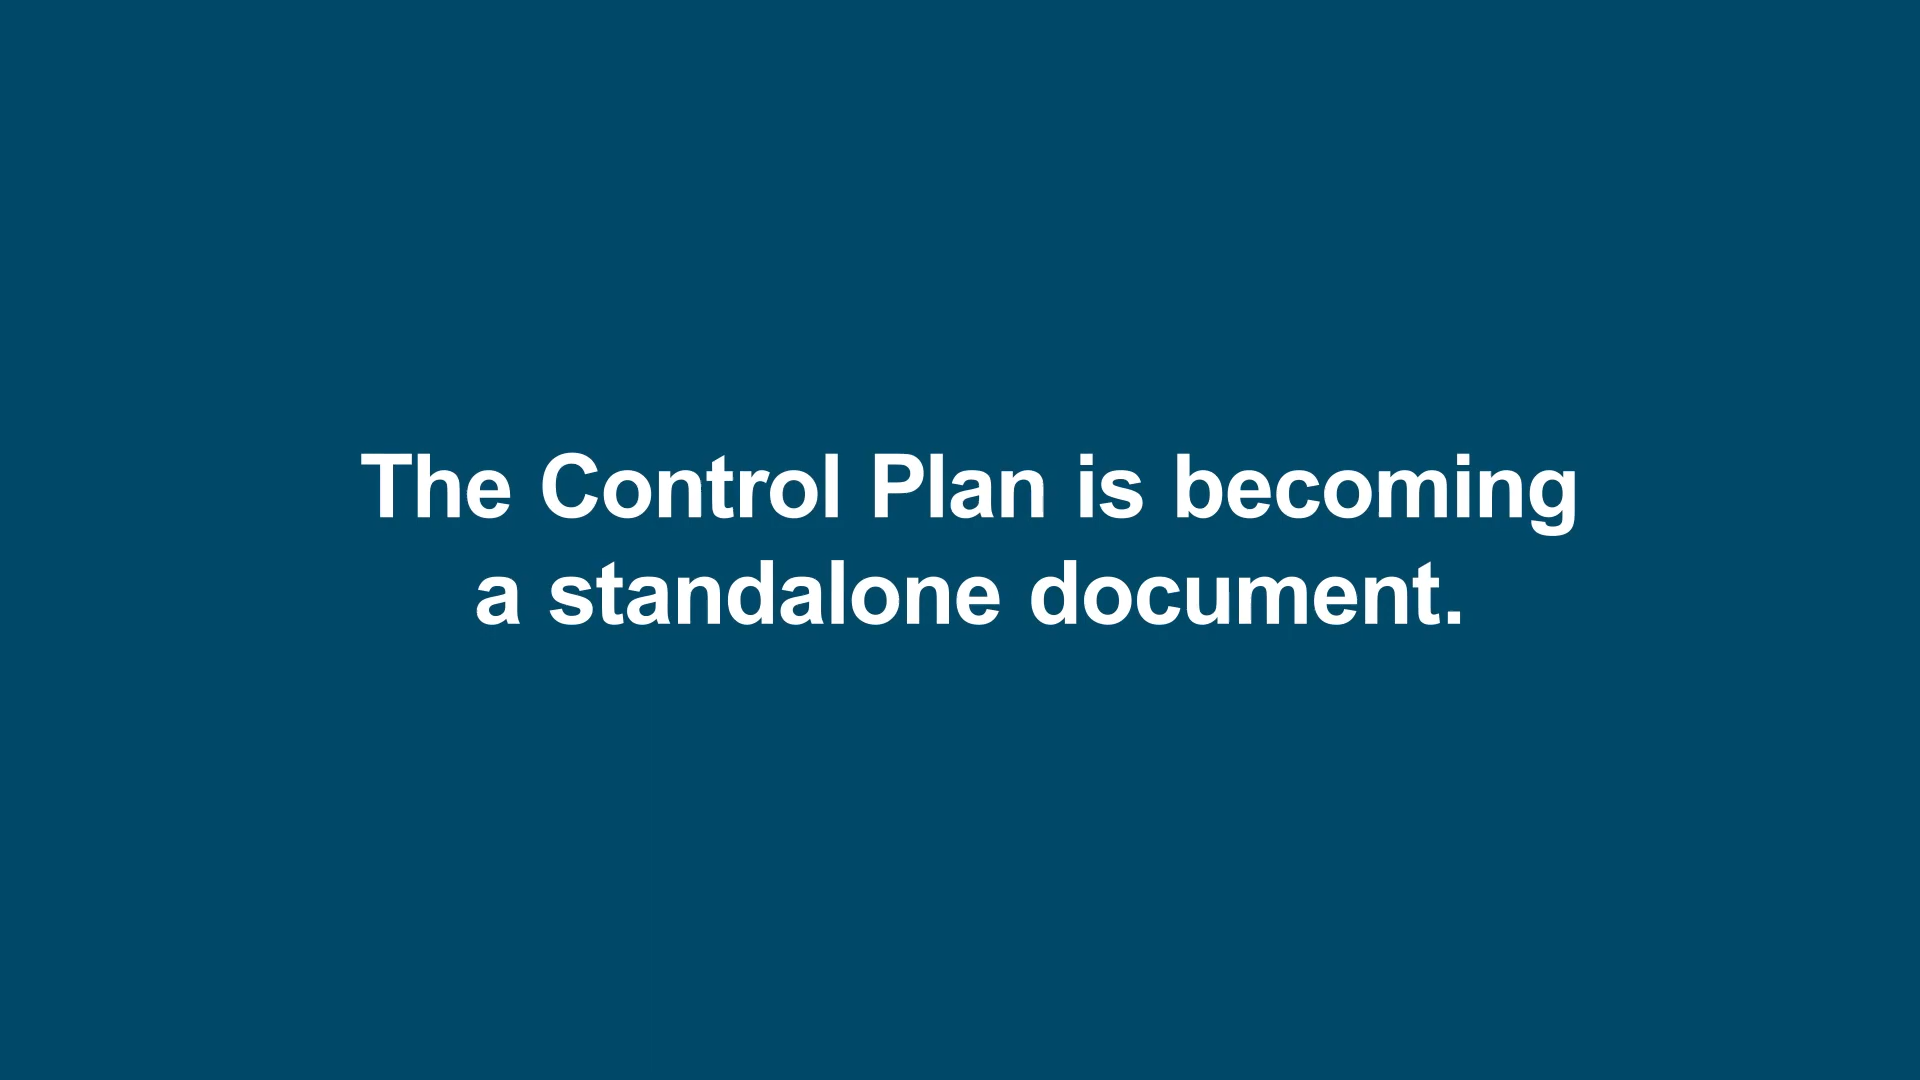 The Control Plan is becoming
a standalone document.